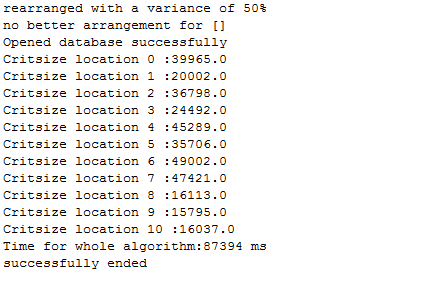 rearranged with a variance of 50%
no better arrangement for []
Opened database successfully
Critsize location 0 :39965.0
Critsize location 1 :20002.0
Critsize location 2 :36798.0
Critsize location 3 :24492.0
Critsize location 4 :45289.0
Critsize location 5 :35706.0
Critsize location 6 :49002.0
Critsize location 7 :47421.0
Critsize location 8 :16113.0
Critsize location 9 :15795.0
Critsize location 10 :16037.0
Time for whole algorithm:87394 ms
successfully ended